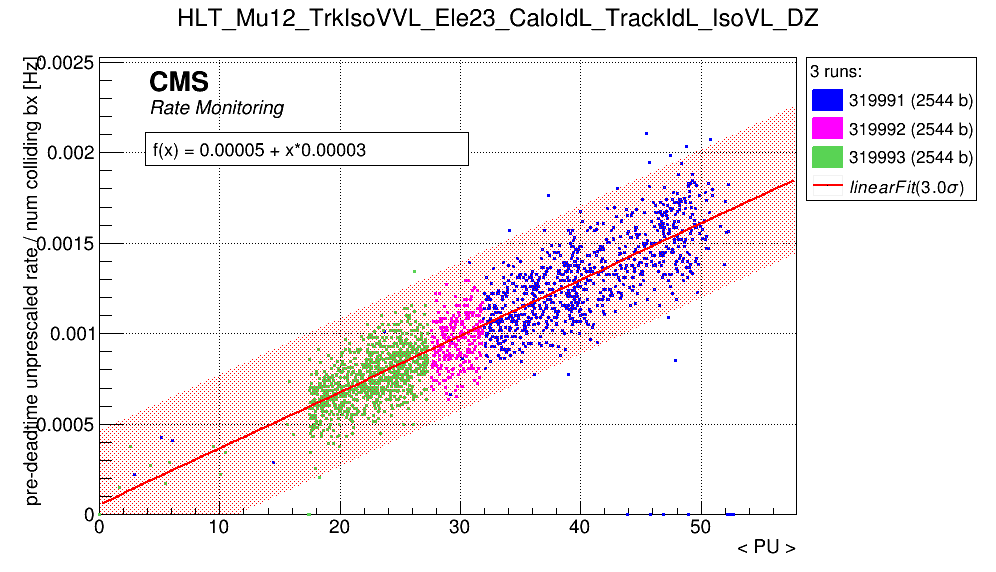 HLT_Mu12_TrkIsoVVL_Ele23_CaloIdL_TrackIdL_IsoVL_DZ
pre-deadtime unprescaled rate / num colliding bx [Hz]
0.0025
0.002
0.0015
0.001
0.0005
0
CMS
Rate Monitoring
f(x) = 0.00005 + x*0.00003
3 runs:
319991 (2544 b)
319992 (2544 b)
319993 (2544 b)
linearFit(3.0σ)
0 10 20 30 40 50
< PU >